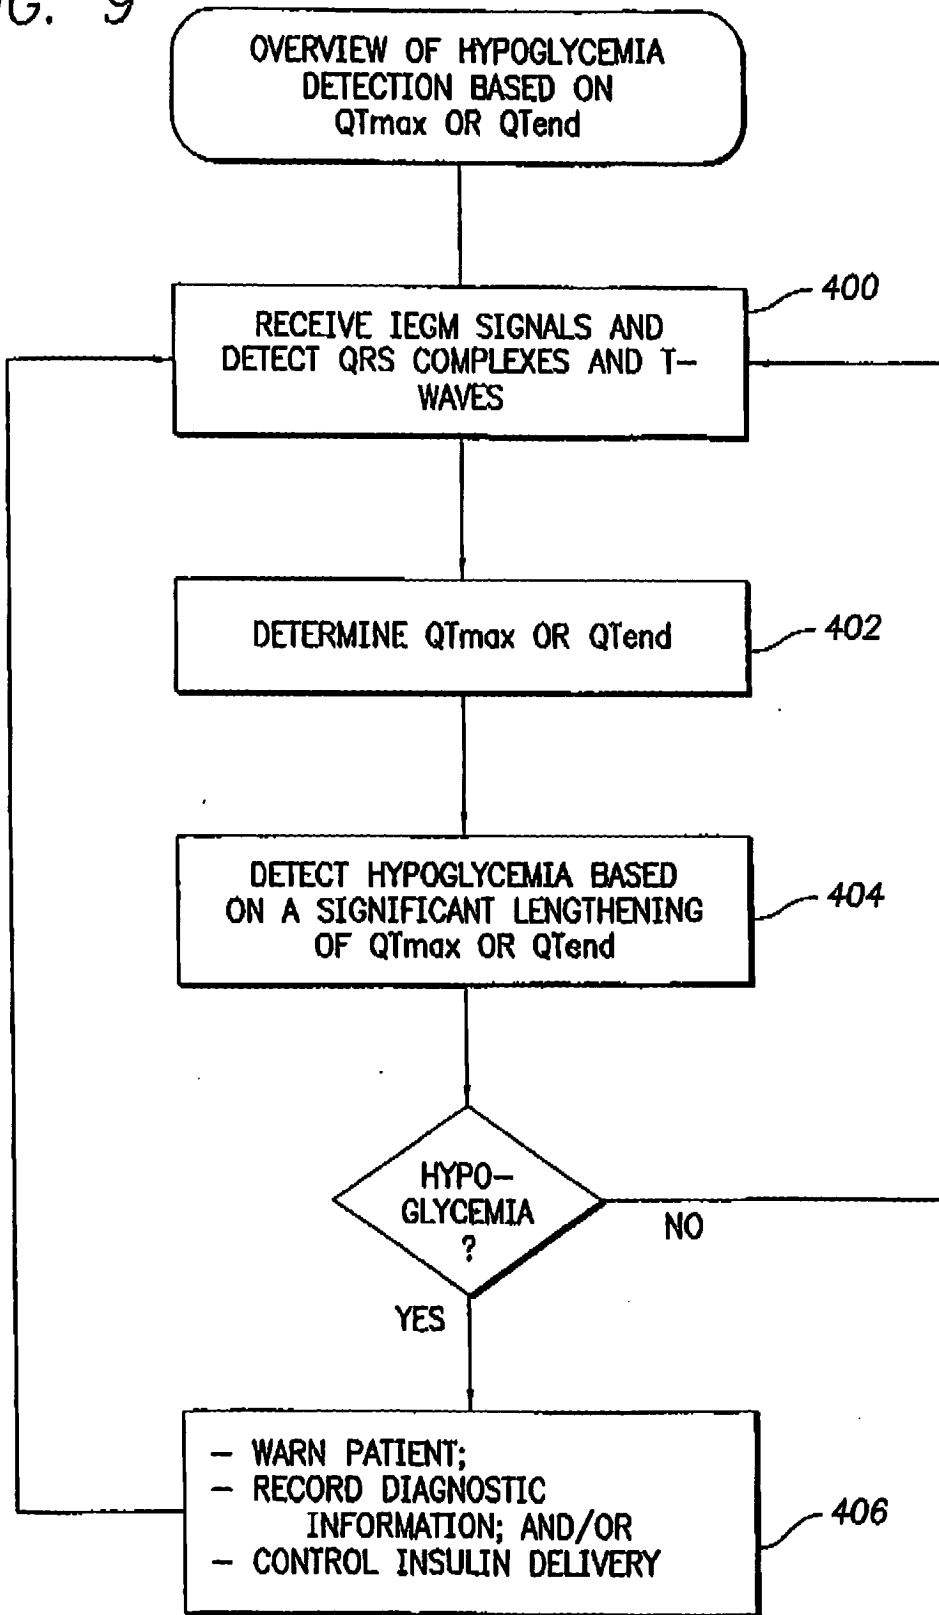 FIG. 9
OVERVIEW OF HYPOGLYCEMIA
DETECTION BASED ON
QTmax OR QTend
400
RECEIVE IEGM SIGNALS AND
DETECT QRS COMPLEXES AND T-
WAVES
DETERMINE QTmax OR QTend
402
DETECT HYPOGLYCEMIA BASED
ON A SIGNIFICANT LENGTHENING
OF QTmax OR QTend
404
HYPO-
GLYCEMIA
?
NO
YES
- WARN PATIENT;
- RECORD DIAGNOSTIC
INFORMATION; AND/OR
- CONTROL INSULIN DELIVERY
406